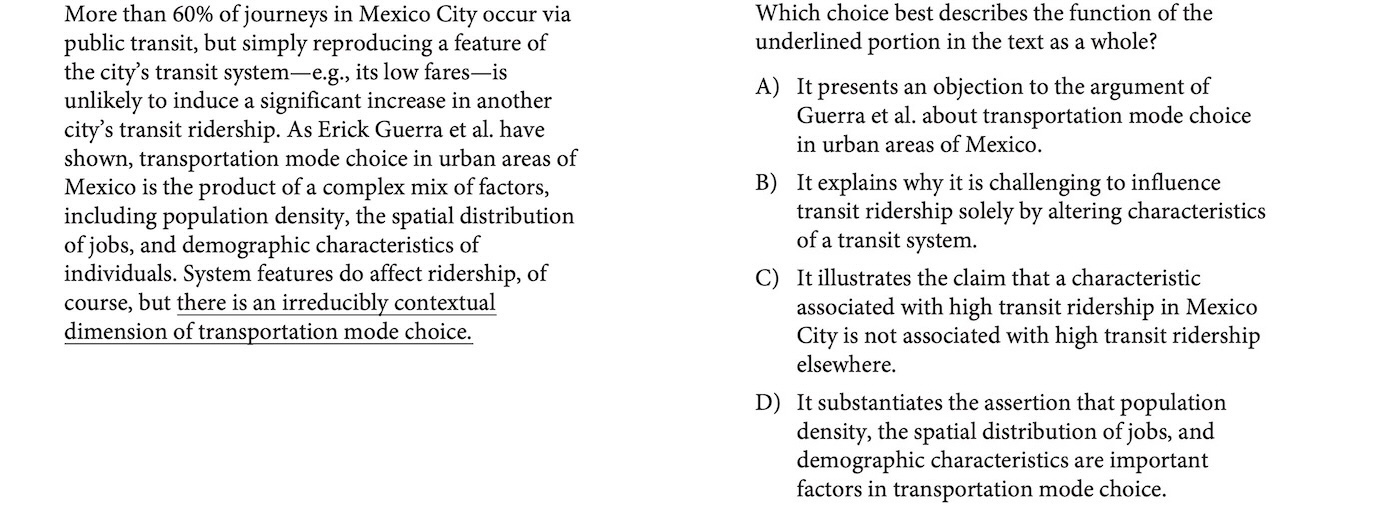 More than 60% of journeys in Mexico City occur via
public transit, but simply reproducing a feature of
the city’s transit system—e.g., its low fares—is
unlikely to induce a significant increase in another
city’s transit ridership. As Erick Guerra et al. have
shown, transportation mode choice in urban areas of
Mexico is the product of a complex mix of factors,
including population density, the spatial distribution
of jobs, and demographic characteristics of
individuals. System features do affect ridership, of
course, but there is an irreducibly contextual
dimension of transportation mode choice.
Which choice best describes the function of the
underlined portion in the text as a whole?
A) It presents an objection to the argument of
Guerra et al. about transportation mode choice
in urban areas of Mexico.
B) It explains why it is challenging to influence
transit ridership solely by altering characteristics
of a transit system.
C) It illustrates the claim that a characteristic
associated with high transit ridership in Mexico
City is not associated with high transit ridership
elsewhere.
D) It substantiates the assertion that population
density, the spatial distribution of jobs, and
demographic characteristics are important
factors in transportation mode choice.